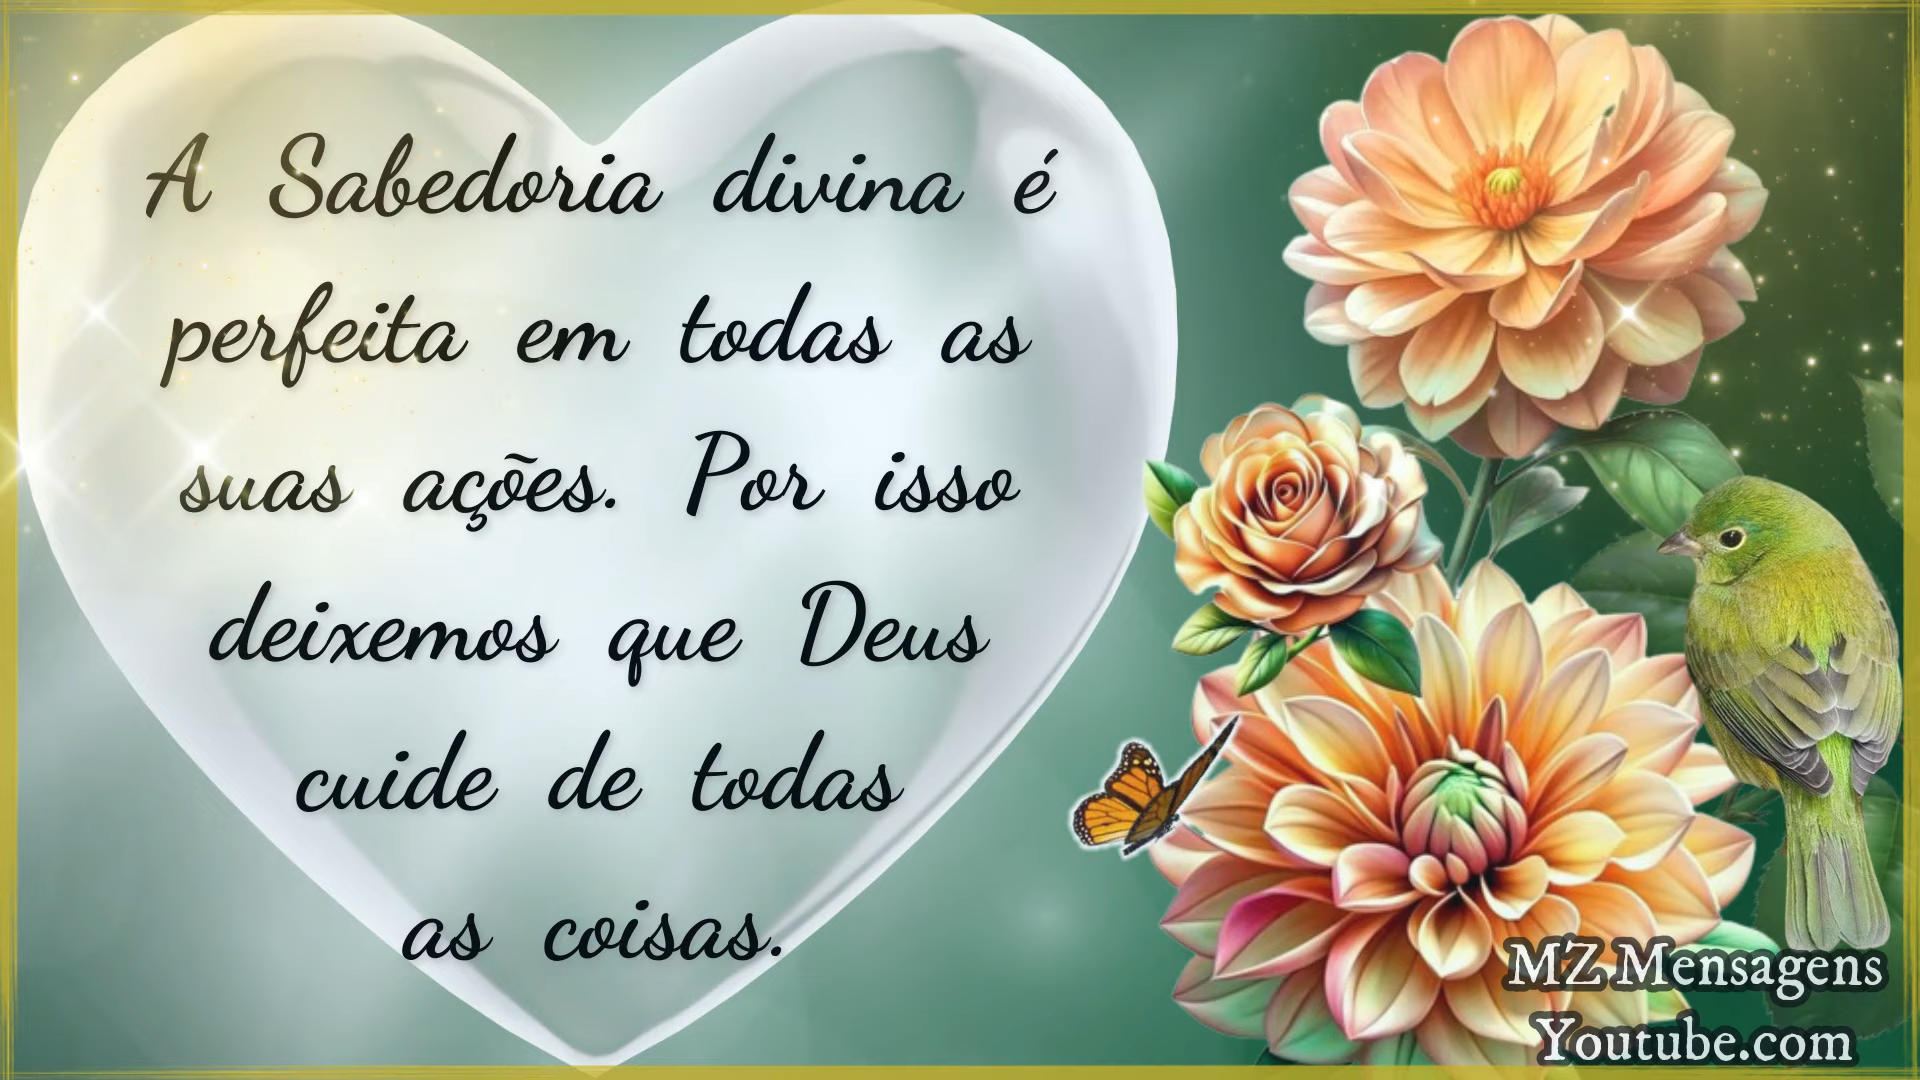 A Sabedoria divina é
perfeita em todas as
suas ações. Por isso
deixemos que Deus
cuide de todas
as coisas.
M'Z Mensagens
Youtube.com